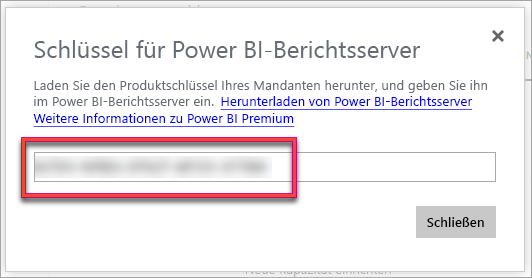 Schlüssel für Power BI-Berichtsserver
Laden Sie den Produktschlüssel Ihres Mandanten herunter, und geben Sie ihn
im Power BI-Berichtsserver ein. Herunterladen von Power BI-Berichtsserver
Weitere Informationen zu Power BI Premium
Schließen
Neue Kapazität einrichten